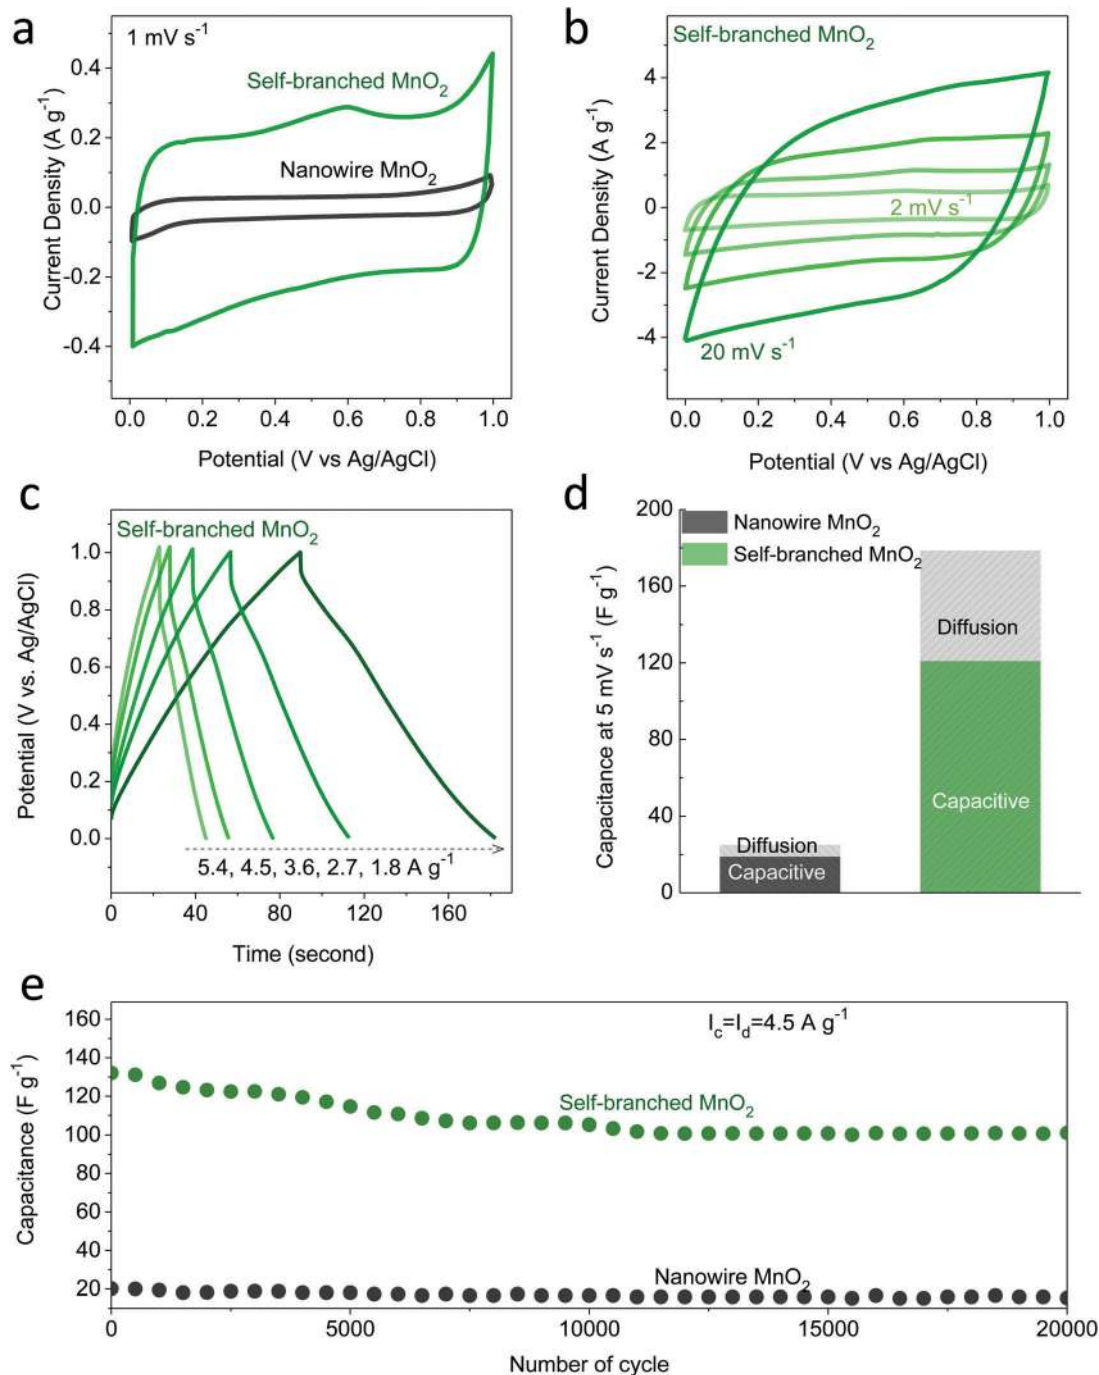 a
1 mV s⁻¹
Self-branched MnO₂
Nanowire MnO₂
0.4
0.2
0.0
-0.2
-0.4
Current Density (A g⁻¹)
0.0 0.2 0.4 0.6 0.8 1.0
Potential (V vs Ag/AgCl)
b
Self-branched MnO₂
4
2
0
-2
-4
Current Density (A g⁻¹)
2 mV s⁻¹
20 mV s⁻¹
0.0 0.2 0.4 0.6 0.8 1.0
Potential (V vs Ag/AgCl)
c
Self-branched MnO₂
1.0
0.8
0.6
0.4
0.2
0.0
Potential (V vs. Ag/AgCl)
5.4, 4.5, 3.6, 2.7, 1.8 A g⁻¹
0 40 80 120 160
Time (second)
d
Nanowire MnO₂
Self-branched MnO₂
200
160
120
80
40
0
Capacitance at 5 mV s⁻¹ (F g⁻¹)
Diffusion
Capacitive
Diffusion
Capacitive
e
I_c=I_d=4.5 A g⁻¹
160
140
120
100
80
60
40
20
Capacitance (F g⁻¹)
Self-branched MnO₂
Nanowire MnO₂
0 5000 10000 15000 20000
Number of cycle